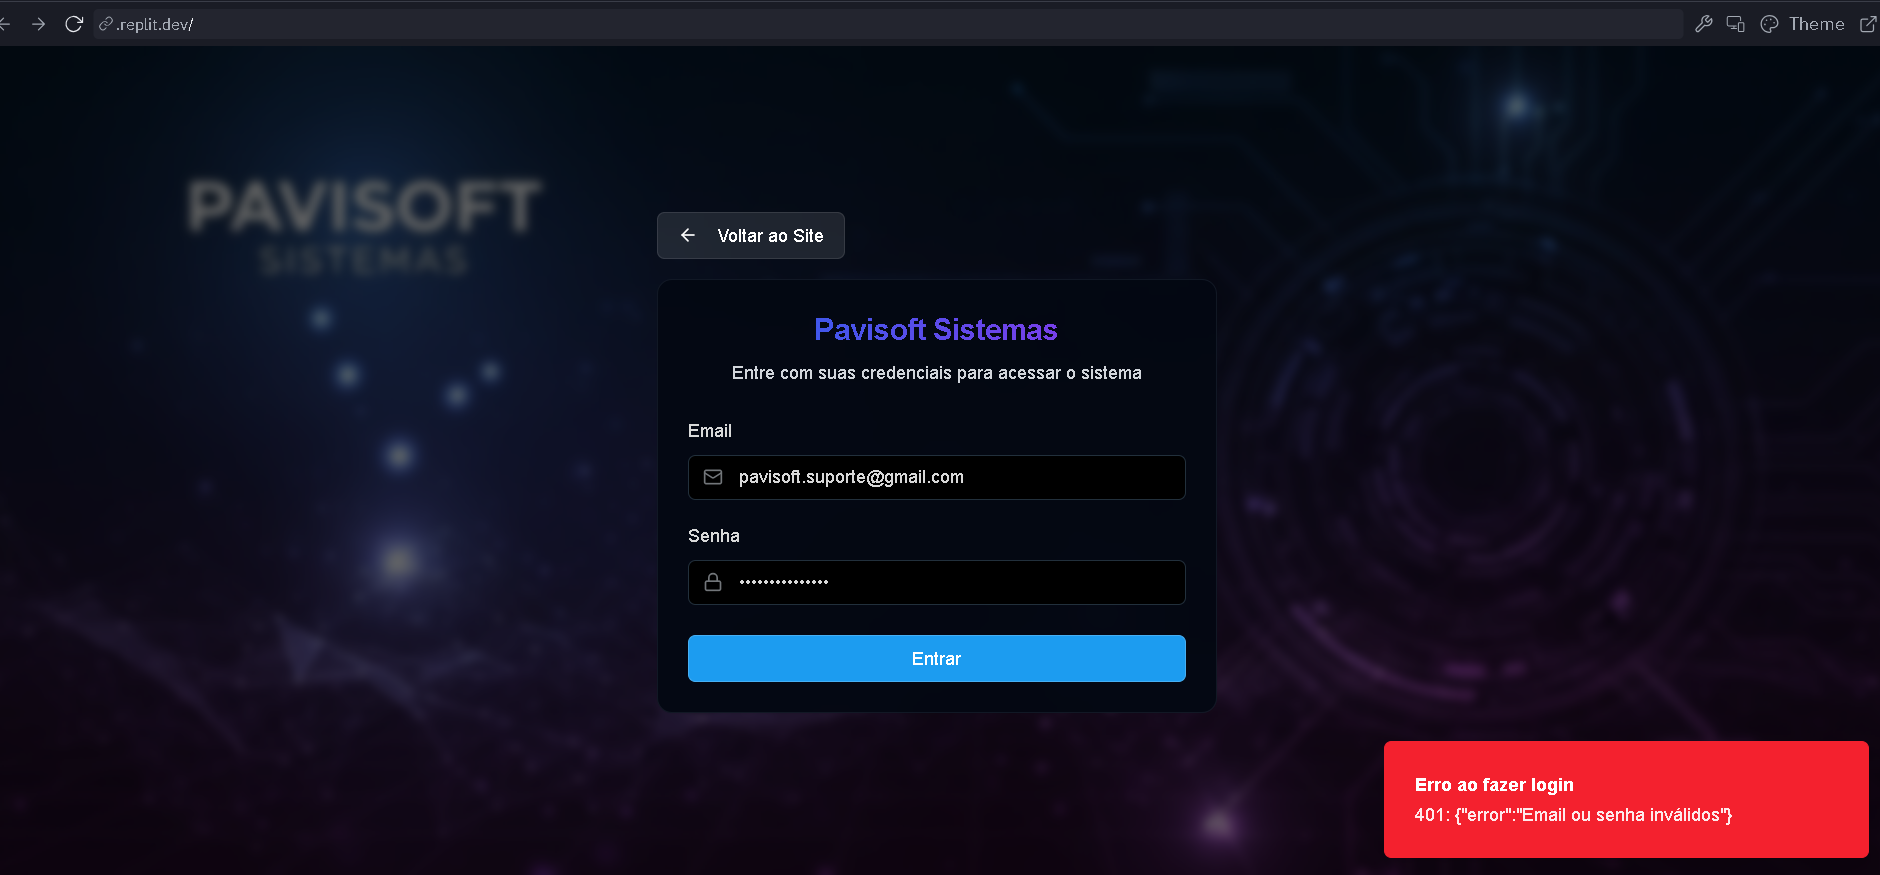 .replit.dev/
Theme
PAVISOFT
SISTEMAS
Voltar ao Site
Pavisoft Sistemas
Entre com suas credenciais para acessar o sistema
Email
pavisoft.suporte@gmail.com
Senha
•••••••••••••••
Entrar
Erro ao fazer login
401: {"error":"Email ou senha inválidos"}